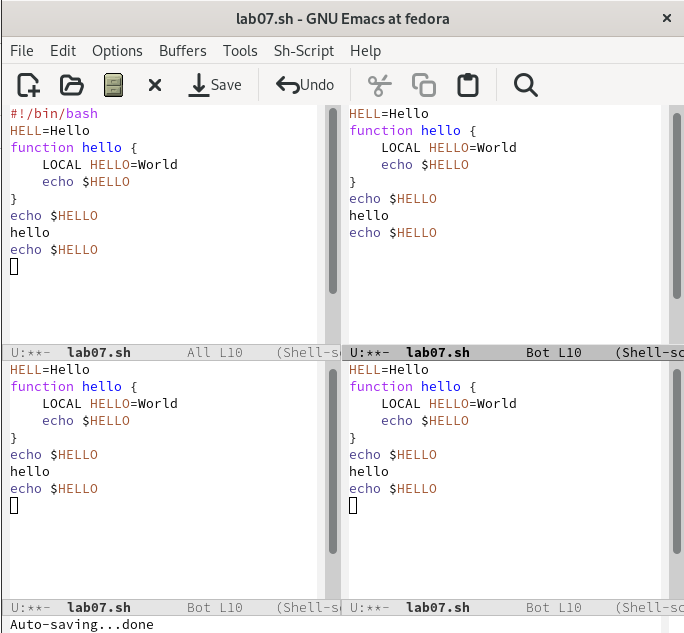 lab07.sh - GNU Emacs at fedora
File Edit Options Buffers Tools Sh-Script Help
Save Undo
#!/bin/bash
HELL=Hello
function hello {
    LOCAL HELLO=World
    echo $HELLO
}
echo $HELLO
hello
echo $HELLO
U:**-  lab07.sh       All L10    (Shell-s
HELL=Hello
function hello {
    LOCAL HELLO=World
    echo $HELLO
}
echo $HELLO
hello
echo $HELLO
U:**-  lab07.sh       Bot L10    (Shell-sc
HELL=Hello
function hello {
    LOCAL HELLO=World
    echo $HELLO
}
echo $HELLO
hello
echo $HELLO
U:**-  lab07.sh       Bot L10    (Shell-s
HELL=Hello
function hello {
    LOCAL HELLO=World
    echo $HELLO
}
echo $HELLO
hello
echo $HELLO
U:**-  lab07.sh       Bot L10    (Shell-sc
Auto-saving...done